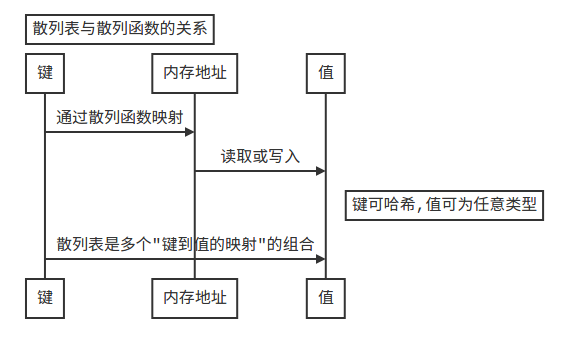 散列表与散列函数的关系
键
内存地址
值
通过散列函数映射
读取或写入
键可哈希,值可为任意类型
散列表是多个"键到值的映射"的组合
键
内存地址
值